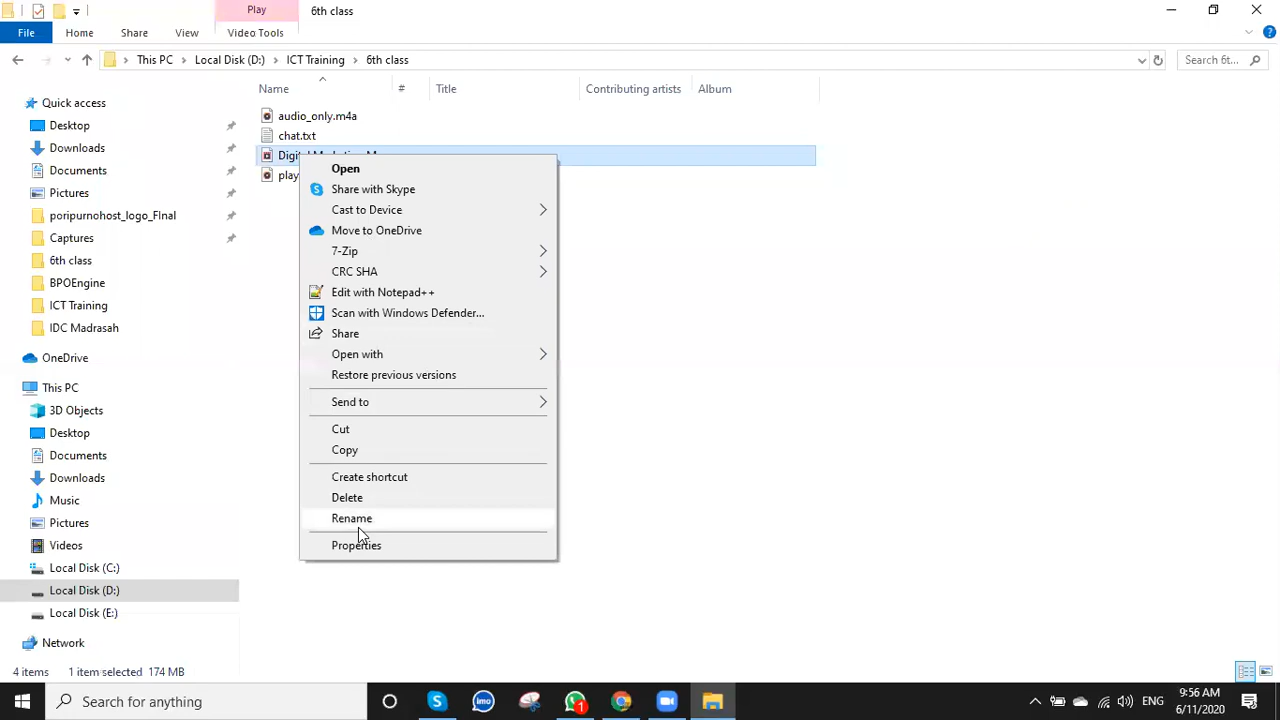 Play
6th class
File
Home
Share
View
Video Tools
This PC
Local Disk (D:)
ICT Training
6th class
Search 6t...
Name
#
Title
Contributing artists
Album
Quick access
Desktop
Downloads
Documents
Pictures
poripurnohost_logo_FInal
Captures
6th class
BPOEngine
ICT Training
IDC Madrasah
OneDrive
This PC
3D Objects
Desktop
Documents
Downloads
Music
Pictures
Videos
Local Disk (C:)
Local Disk (D:)
Local Disk (E:)
Network
audio_only.m4a
chat.txt
play
Open
Share with Skype
Cast to Device
Move to OneDrive
7-Zip
CRC SHA
Edit with Notepad++
Scan with Windows Defender...
Share
Open with
Restore previous versions
Send to
Cut
Copy
Create shortcut
Delete
Rename
Properties
4 items
1 item selected 174 MB
Search for anything
imo
1
ENG
9:56 AM
6/11/2020